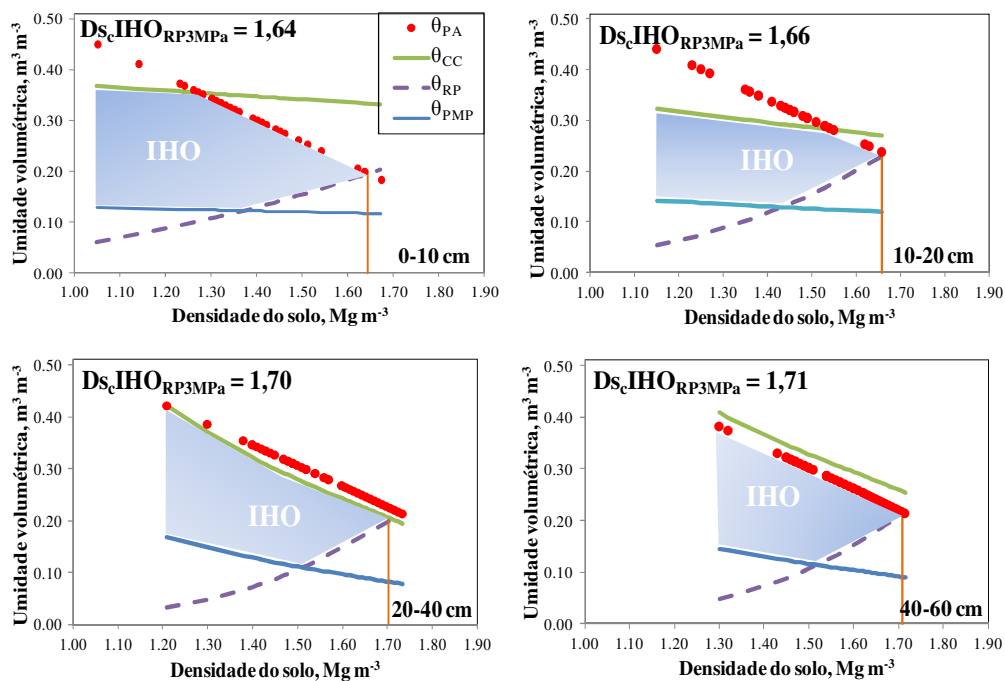 Ds_cIHO_RP3MPa = 1,64
θ_PA
θ_CC
θ_RP
θ_PMP
Umidade volumétrica, m³ m⁻³
0.50
0.40
0.30
0.20
0.10
0.00
IHO
0-10 cm
1.00 1.10 1.20 1.30 1.40 1.50 1.60 1.70 1.80 1.90
Densidade do solo, Mg m⁻³
Ds_cIHO_RP3MPa = 1,66
Umidade volumétrica, m³ m⁻³
0.50
0.40
0.30
0.20
0.10
0.00
IHO
10-20 cm
1.00 1.10 1.20 1.30 1.40 1.50 1.60 1.70 1.80 1.90
Densidade do solo, Mg m⁻³
Ds_cIHO_RP3MPa = 1,70
Umidade volumétrica, m³ m⁻³
0.50
0.40
0.30
0.20
0.10
0.00
IHO
20-40 cm
1.00 1.10 1.20 1.30 1.40 1.50 1.60 1.70 1.80 1.90
Densidade do solo, Mg m⁻³
Ds_cIHO_RP3MPa = 1,71
Umidade volumétrica, m³ m⁻³
0.50
0.40
0.30
0.20
0.10
0.00
IHO
40-60 cm
1.00 1.10 1.20 1.30 1.40 1.50 1.60 1.70 1.80 1.90
Densidade do solo, Mg m⁻³